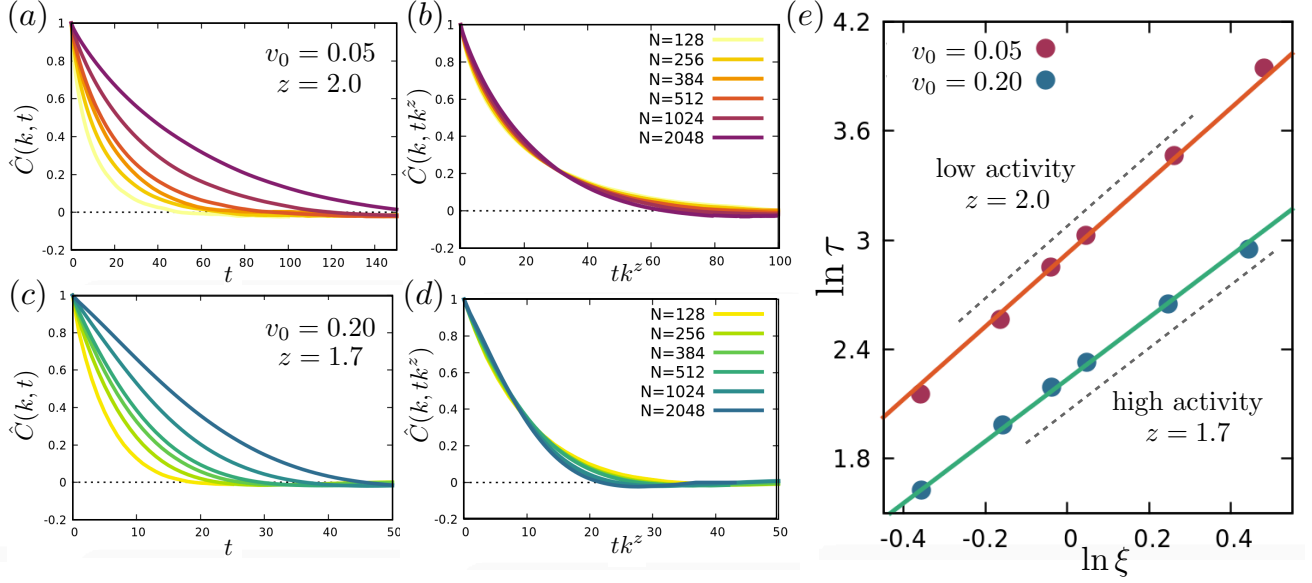 (a)
1
0.8
0.6
0.4
0.2
0
-0.2
0 20 40 60 80 100 120 140
Ĉ(k, t)
t
v₀ = 0.05
z = 2.0
(b)
1
0.8
0.6
0.4
0.2
0
-0.2
0 20 40 60 80 100
Ĉ(k, tkᶻ)
tkᶻ
N=128
N=256
N=384
N=512
N=1024
N=2048
(c)
1
0.8
0.6
0.4
0.2
0
-0.2
0 10 20 30 40 50
Ĉ(k, t)
t
v₀ = 0.20
z = 1.7
(d)
1
0.8
0.6
0.4
0.2
0
-0.2
0 10 20 30 40 50
Ĉ(k, tkᶻ)
tkᶻ
N=128
N=256
N=384
N=512
N=1024
N=2048
(e)
4.2
3.6
3
2.4
1.8
-0.4 -0.2 0 0.2 0.4
ln τ
ln ξ
v₀ = 0.05
v₀ = 0.20
low activity
z = 2.0
high activity
z = 1.7